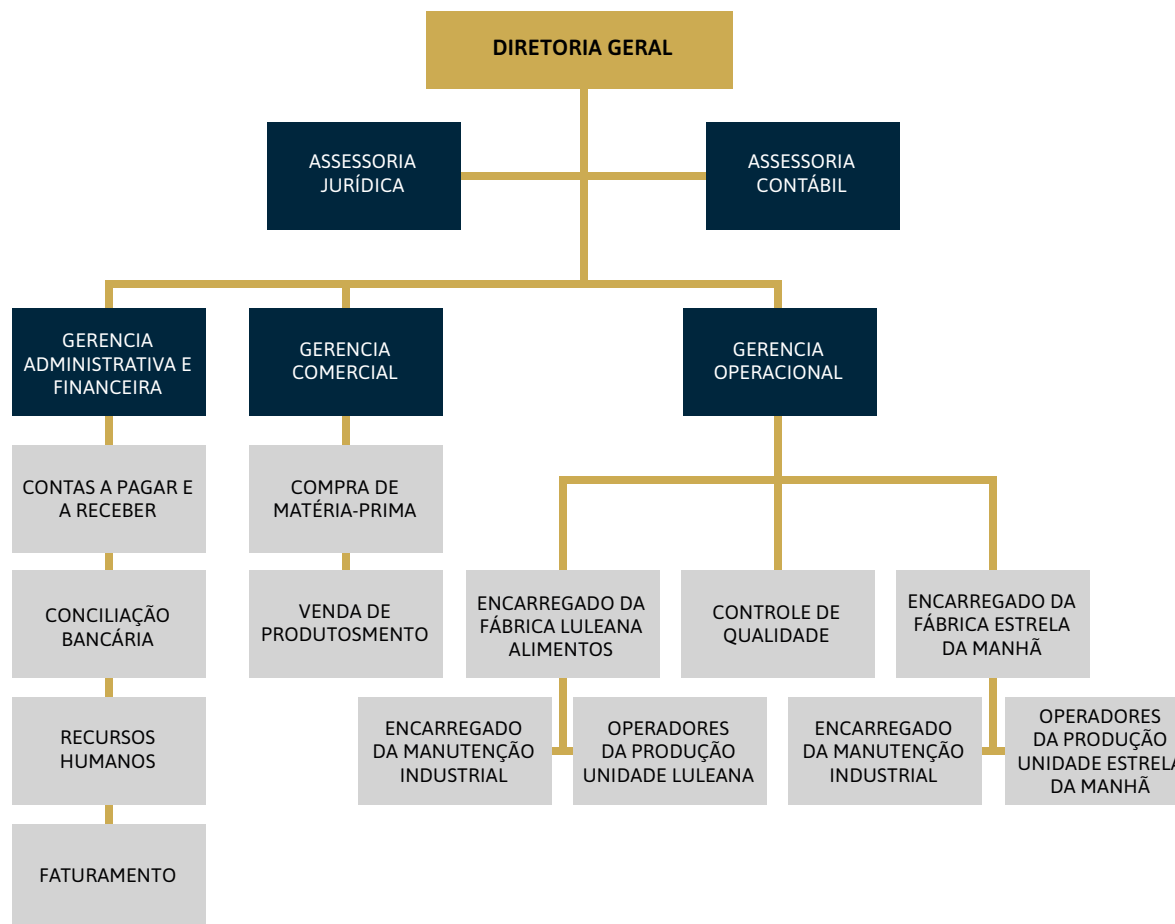 DIRETORIA GERAL
ASSESSORIA
JURÍDICA
ASSESSORIA
CONTÁBIL
GERENCIA
ADMINISTRATIVA E
FINANCEIRA
GERENCIA
COMERCIAL
GERENCIA
OPERACIONAL
CONTAS A PAGAR E
A RECEBER
COMPRA DE
MATÉRIA-PRIMA
CONCILIAÇÃO
BANCÁRIA
VENDA DE
PRODUTOSMENTO
ENCARREGADO DA
FÁBRICA LULEANA
ALIMENTOS
CONTROLE DE
QUALIDADE
ENCARREGADO DA
FÁBRICA ESTRELA
DA MANHÃ
RECURSOS
HUMANOS
ENCARREGADO
DA MANUTENÇÃO
INDUSTRIAL
OPERADORES
DA PRODUÇÃO
UNIDADE LULEANA
ENCARREGADO
DA MANUTENÇÃO
INDUSTRIAL
OPERADORES
DA PRODUÇÃO
UNIDADE ESTRELA
DA MANHÃ
FATURAMENTO